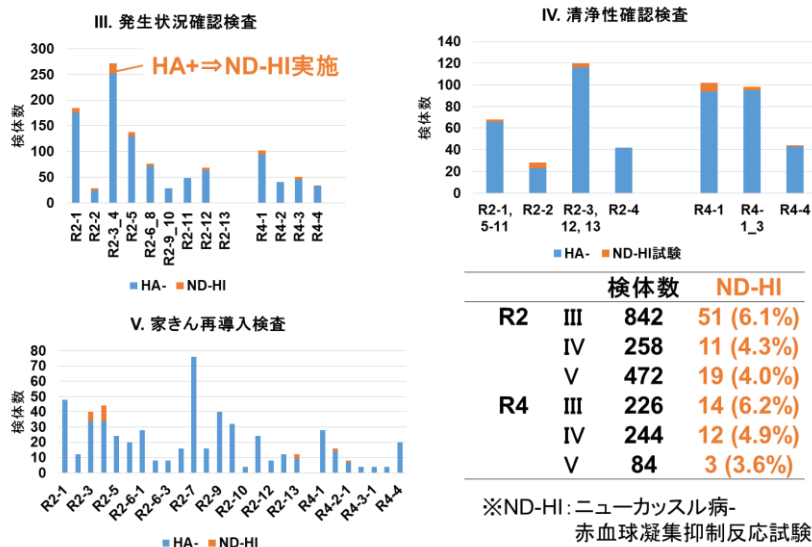 III. 発生状況確認検査
300
250
200
150
100
50
0
検体数
HA+⇒ND-HI実施
R2-1
R2-2
R2-3_4
R2-5
R2-6_8
R2-9_10
R2-11
R2-12
R2-13
R4-1
R4-2
R4-3
R4-4
HA- ND-HI
IV. 清浄性確認検査
140
120
100
80
60
40
20
0
検体数
R2-1, 5-11
R2-2
R2-3, 12, 13
R2-4
R4-1
R4-1_3
R4-4
HA- ND-HI試験
V. 家きん再導入検査
80
70
60
50
40
30
20
10
0
検体数
R2-1
R2-3
R2-5
R2-6-1
R2-6-3
R2-7
R2-9
R2-10
R2-12
R2-13
R4-1
R4-2-1
R4-3-1
R4-4
HA- ND-HI
検体数 ND-HI
R2 III 842 51 (6.1%)
IV 258 11 (4.3%)
V 472 19 (4.0%)
R4 III 226 14 (6.2%)
IV 244 12 (4.9%)
V 84 3 (3.6%)
※ND-HI:ニューカッスル病-
赤血球凝集抑制反応試験